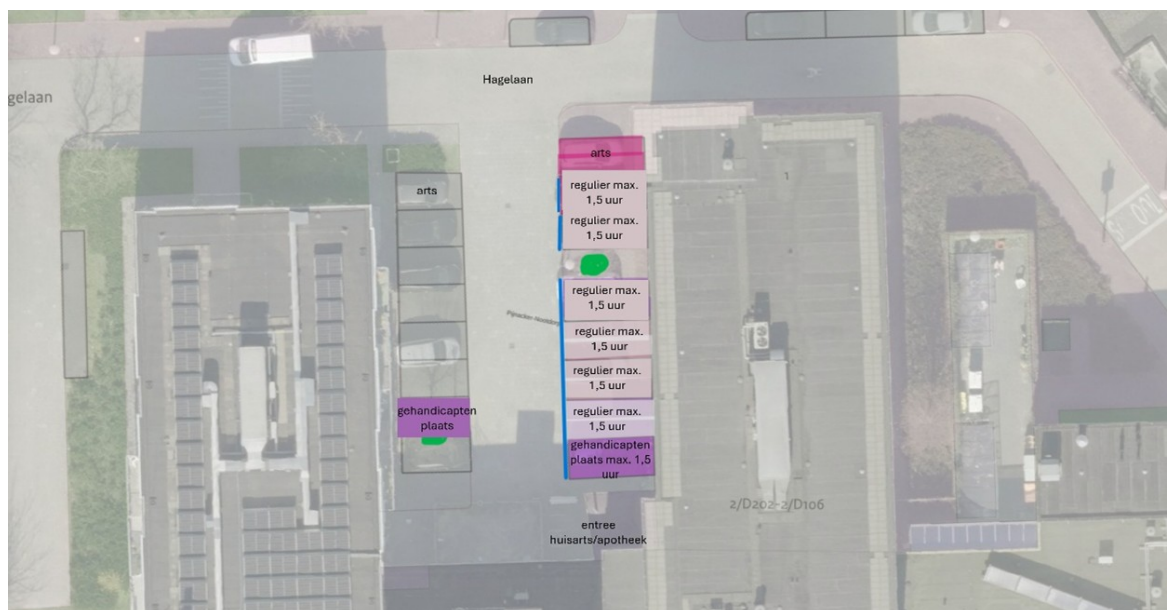 Hagelaan
gelaan
arts
arts
regulier max.
1,5 uur
regulier max.
1,5 uur
regulier max.
1,5 uur
regulier max.
1,5 uur
regulier max.
1,5 uur
regulier max.
1,5 uur
gehandicapten
plaats
gehandicapten
plaats max. 1,5
uur
entree
huisarts/apotheek
1
2/D202-2/D106